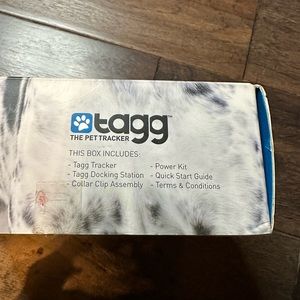 tagg™
THE PET TRACKER
THIS BOX INCLUDES:
- Tagg Tracker
- Tagg Docking Station
- Collar Clip Assembly
- Power Kit
- Quick Start Guide
- Terms & Conditions